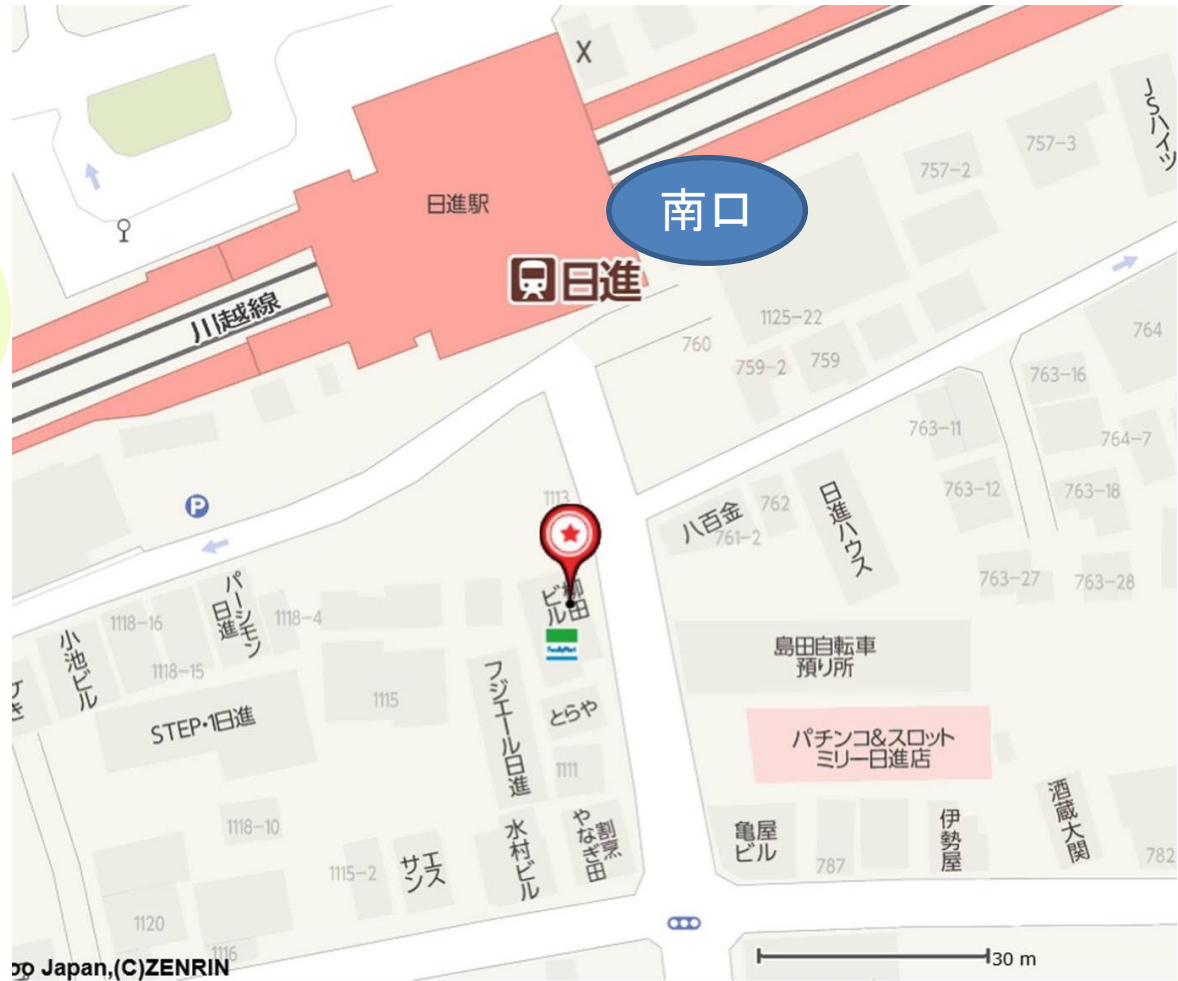 X
JSハイツ
757-3
757-2
日進駅
南口
日進
川越線
1125-22
760
759-2
759
764
763-16
763-11
764-7
P
1113
八百金
762
761-2
日進ハウス
763-12
763-18
763-27
763-28
柳田
ビル
FamilyMart
パーシモン
日進
1118-16
1118-4
小池ビル
1118-15
島田自転車
預り所
フジエール日進
とらや
1115
STEP・1日進
パチンコ&スロット
ミリー日進店
1111
酒蔵大関
1118-10
水村ビル
割烹
やなぎ田
亀屋
ビル
787
伊勢屋
782
1115-2
エス
サン
1120
1116
Japan,(C)ZENRIN
30 m